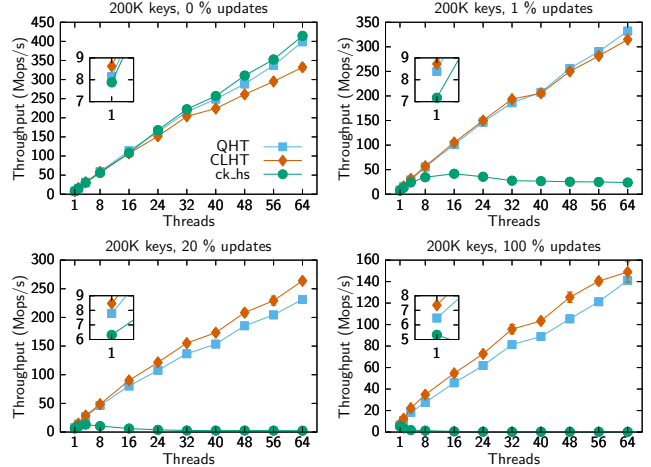 200K keys, 0 % updates
Throughput (Mops/s)
450
400
350
300
250
200
150
100
50
0
9
8
7
1
QHT
CLHT
ck_hs
1 8 16 24 32 40 48 56 64
Threads
200K keys, 1 % updates
Throughput (Mops/s)
350
300
250
200
150
100
50
0
9
8
7
1
1 8 16 24 32 40 48 56 64
Threads
200K keys, 20 % updates
Throughput (Mops/s)
300
250
200
150
100
50
0
9
8
7
6
1
1 8 16 24 32 40 48 56 64
Threads
200K keys, 100 % updates
Throughput (Mops/s)
160
140
120
100
80
60
40
20
0
8
7
6
5
1
1 8 16 24 32 40 48 56 64
Threads